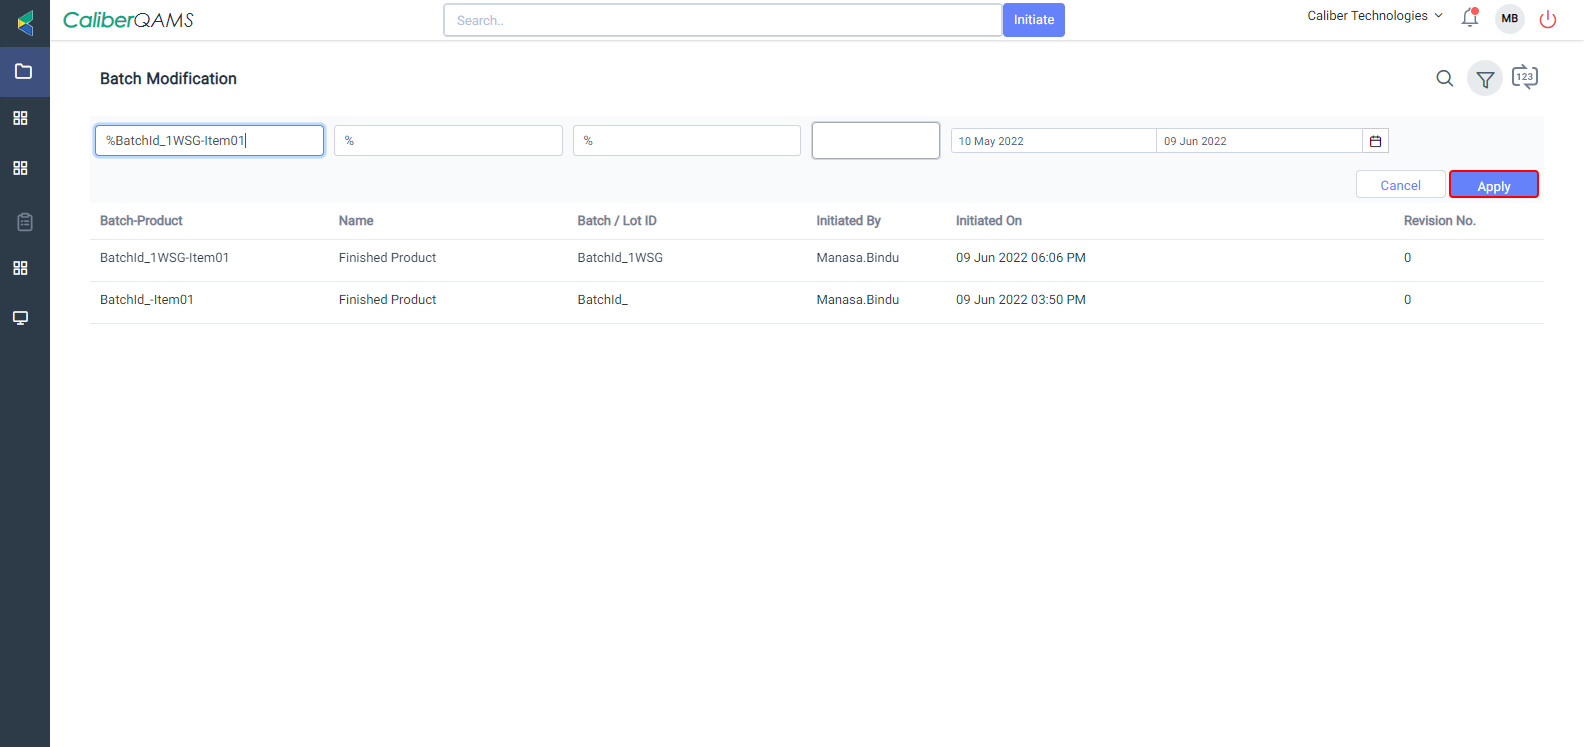 CaliberQAMS
Search..
Initiate
Caliber Technologies
MB
Batch Modification
123
%BatchId_1WSG-Item01
%
%
10 May 2022
09 Jun 2022
Cancel
Apply
Batch-Product Name Batch / Lot ID Initiated By Initiated On Revision No.
BatchId_1WSG-Item01 Finished Product BatchId_1WSG Manasa.Bindu 09 Jun 2022 06:06 PM 0
BatchId_-Item01 Finished Product BatchId_ Manasa.Bindu 09 Jun 2022 03:50 PM 0